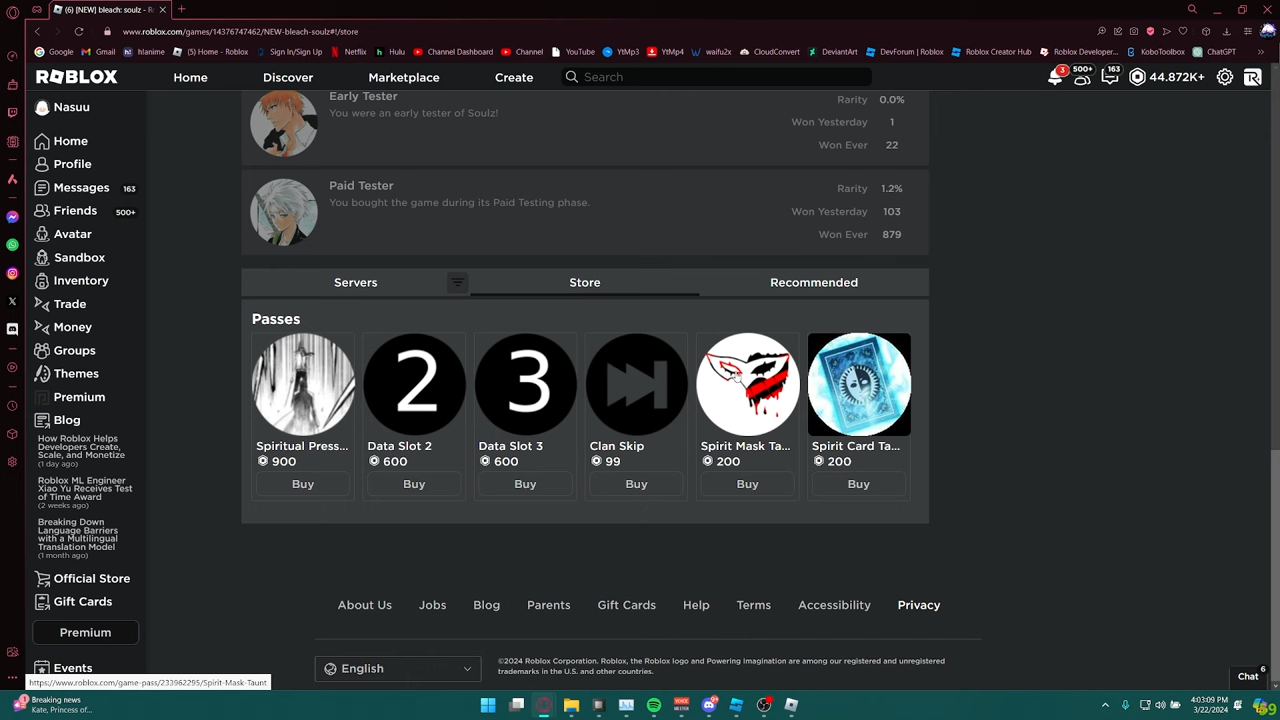 (6) [NEW] bleach: soulz - Roblox
www.roblox.com/games/14376747462/NEW-bleach-soulz#!/store
Google
Gmail
hIanime
(5) Home - Roblox
Sign In/Sign Up
Netflix
Hulu
Channel Dashboard
Channel
YouTube
YtMp3
YtMp4
waifu2x
CloudConvert
DeviantArt
DevForum | Roblox
Roblox Creator Hub
Roblox Developer...
KoboToolbox
ChatGPT
ROBLOX
Home
Discover
Marketplace
Create
Search
3
500+
163
44.872K+
Nasuu
Home
Profile
Messages 163
Friends 500+
Avatar
Sandbox
Inventory
Trade
Money
Groups
Themes
Premium
Blog
How Roblox Helps
Developers Create,
Scale, and Monetize
(1 day ago)
Roblox ML Engineer
Xiao Yu Receives Test
of Time Award
(2 weeks ago)
Breaking Down
Language Barriers
with a Multilingual
Translation Model
(1 month ago)
Official Store
Gift Cards
Premium
Events
Early Tester
You were an early tester of Soulz!
Rarity 0.0%
Won Yesterday 1
Won Ever 22
Paid Tester
You bought the game during its Paid Testing phase.
Rarity 1.2%
Won Yesterday 103
Won Ever 879
Servers
Store
Recommended
Passes
2
3
Spiritual Press...
900
Buy
Data Slot 2
600
Buy
Data Slot 3
600
Buy
Clan Skip
99
Buy
Spirit Mask Ta...
200
Buy
Spirit Card Ta...
200
Buy
About Us
Jobs
Blog
Parents
Gift Cards
Help
Terms
Accessibility
Privacy
English
©2024 Roblox Corporation. Roblox, the Roblox logo and Powering Imagination are among our registered and unregistered
trademarks in the U.S. and other countries.
https://www.roblox.com/game-pass/233962295/Spirit-Mask-Taunt
Chat
6
1
Breaking news
Kate, Princess of...
4:03:09 PM
3/22/2024